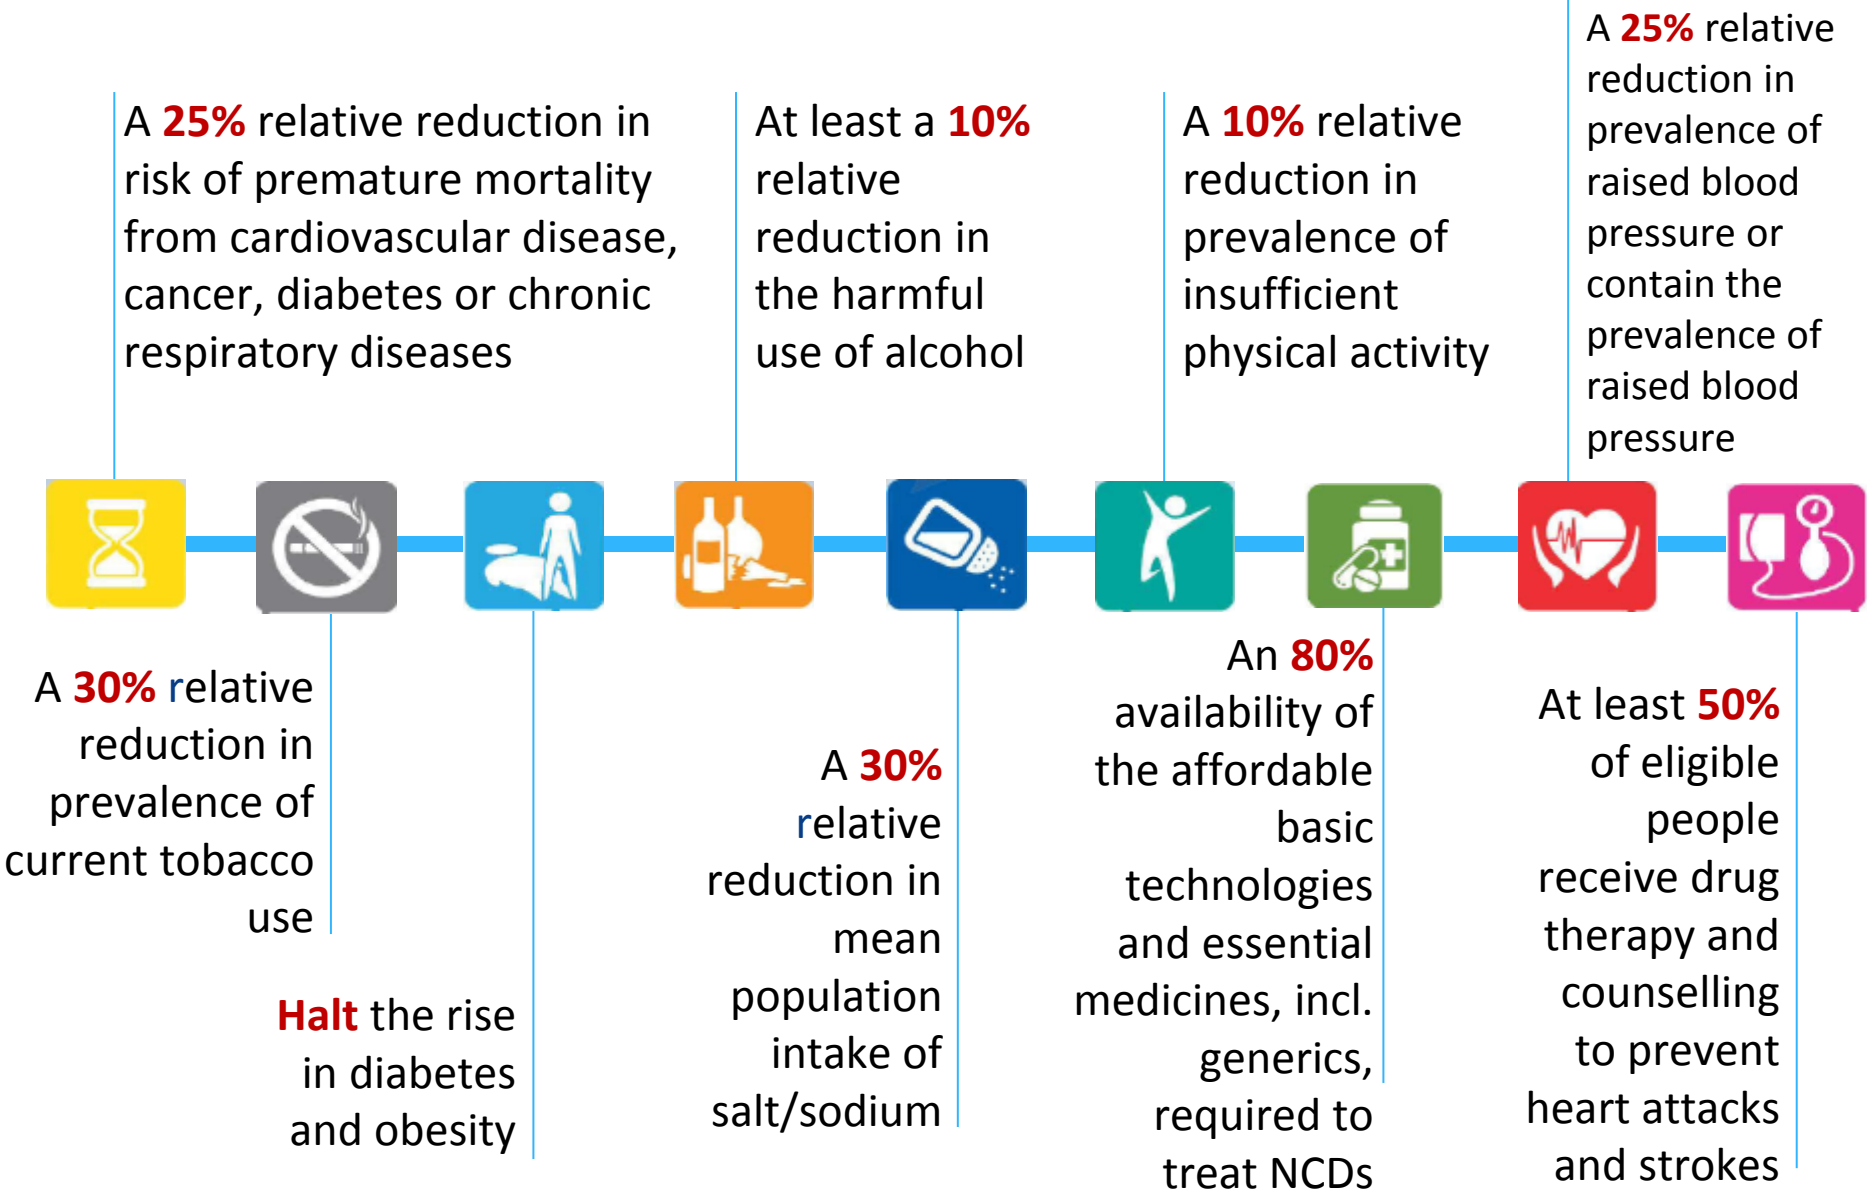 A 25% relative reduction in
risk of premature mortality
from cardiovascular disease,
cancer, diabetes or chronic
respiratory diseases
At least a 10%
relative
reduction in
the harmful
use of alcohol
A 10% relative
reduction in
prevalence of
insufficient
physical activity
A 25% relative
reduction in
prevalence of
raised blood
pressure or
contain the
prevalence of
raised blood
pressure
A 30% relative
reduction in
prevalence of
current tobacco
use
Halt the rise
in diabetes
and obesity
A 30%
relative
reduction in
mean
population
intake of
salt/sodium
An 80%
availability of
the affordable
basic
technologies
and essential
medicines, incl.
generics,
required to
treat NCDs
At least 50%
of eligible
people
receive drug
therapy and
counselling
to prevent
heart attacks
and strokes